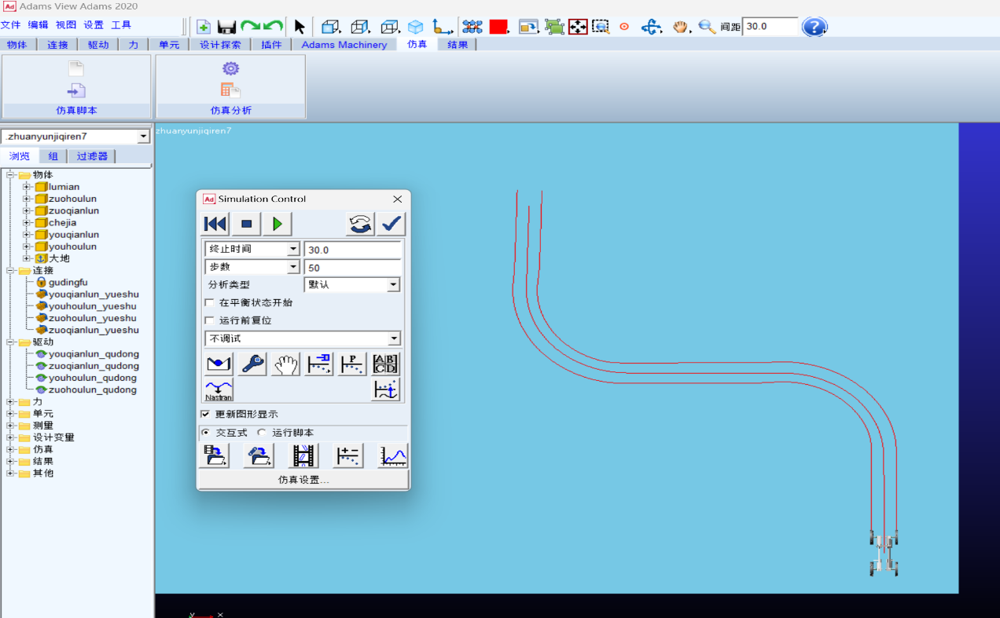 Ad Adams View Adams 2020
文件 编辑 视图 设置 工具
间距 30.0
?
物体 连接 驱动 力 单元 设计探索 插件 Adams Machinery 仿真 结果
仿真脚本 仿真分析
.zhuanyunjiqiren7
浏览 组 过滤器
物体
lumian
zuohoulun
zuoqianlun
chejia
youqianlun
youhoulun
大地
连接
gudingfu
youqianlun_yueshu
youhoulun_yueshu
zuohoulun_yueshu
zuoqianlun_yueshu
驱动
youqianlun_qudong
zuoqianlun_qudong
youhoulun_qudong
zuohoulun_qudong
力
单元
测量
设计变量
仿真
结果
其他
zhuanyunjiqiren7
Ad Simulation Control
终止时间 30.0
步数 50
分析类型 默认
在平衡状态开始
运行前复位
不调试
P
A B
C D
Nastran
更新图形显示
交互式 运行脚本
仿真设置...
y x